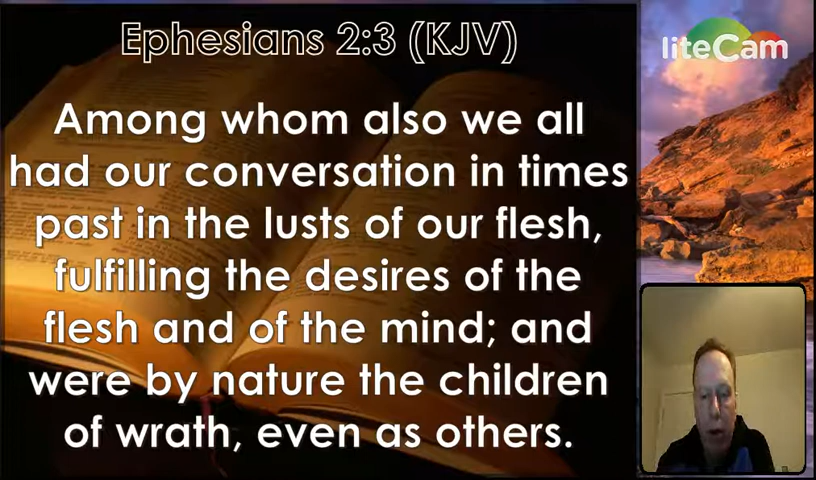 Ephesians 2:3 (KJV)
liteCam
Among whom also we all
had our conversation in times
past in the lusts of our flesh,
fulfilling the desires of the
flesh and of the mind; and
were by nature the children
of wrath, even as others.